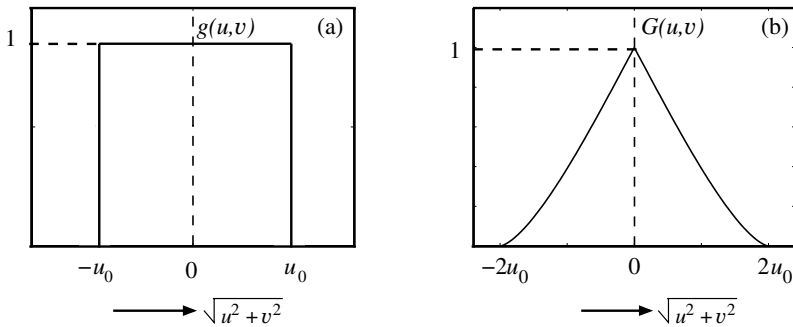 g(u,v) (a)
1
−u₀ 0 u₀
√u² + v²
G(u,v) (b)
1
−2u₀ 0 2u₀
√u² + v²